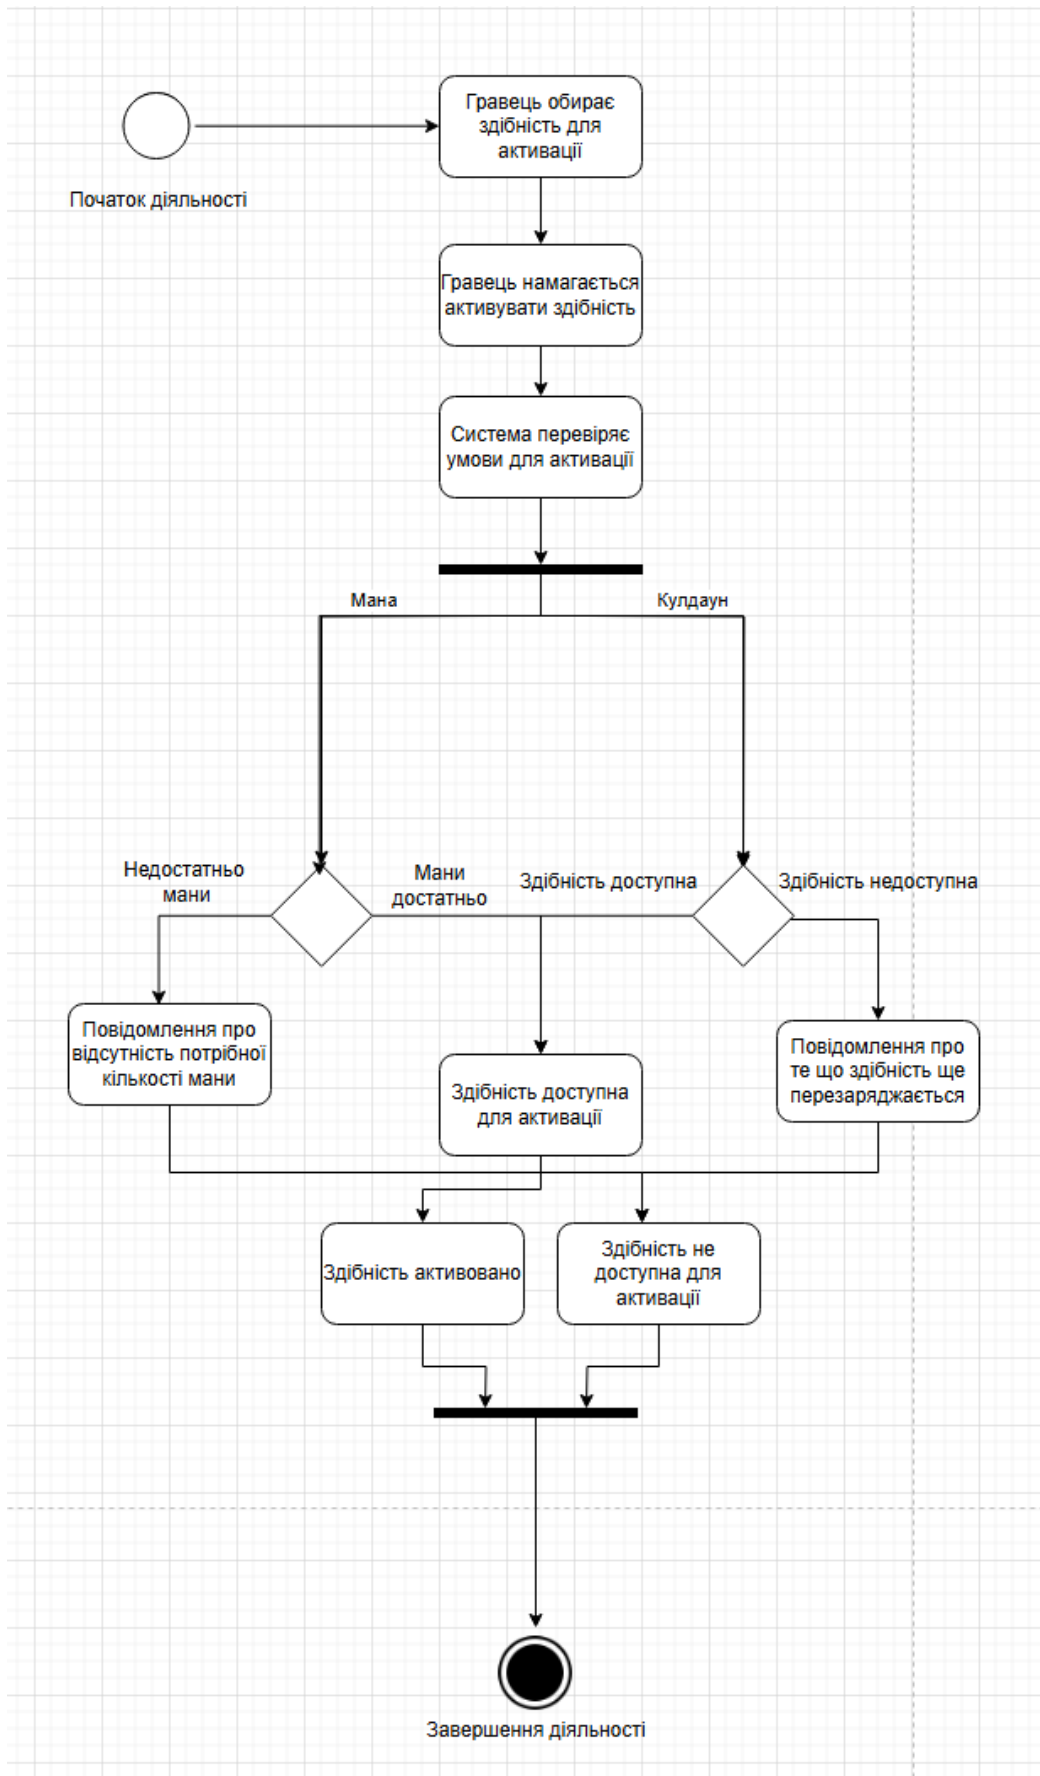 Гравець обирає
здібність для
активації
Початок діяльності
Гравець намагається
активувати здібність
Система перевіряє
умови для активації
Мана
Кулдаун
Недостатньо
мани
Мани
достатньо
Здібність доступна
Здібність недоступна
Повідомлення про
відсутність потрібної
кількості мани
Здібність доступна
для активації
Повідомлення про
те що здібність ще
перезаряджається
Здібність активовано
Здібність не
доступна для
активації
Завершення діяльності